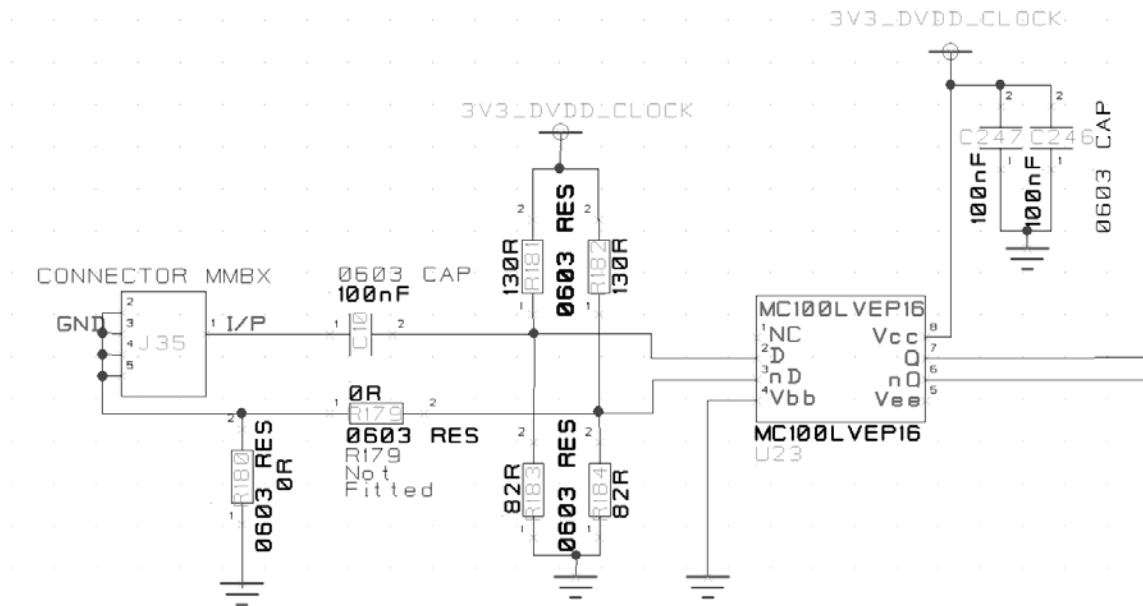 3V3_DVDD_CLOCK
3V3_DVDD_CLOCK
2
2
C247
C246
1
1
100nF
100nF
0603 CAP
2
2
R181
R182
130R
0603 RES
130R
1
1
CONNECTOR MMBX
0603 CAP
100nF
GND
2
3
4
5
J35
1
I/P
1
C10
2
MC100LVEP16
1
NC
2
D
3
nD
4
Vbb
Vcc
8
Q
7
nQ
6
Vee
5
MC100LVEP16
U23
0R
1
R179
2
0603 RES
R179
Not
Fitted
2
R180
0603 RES
0R
1
2
2
R183
R184
82R
0603 RES
82R
1
1